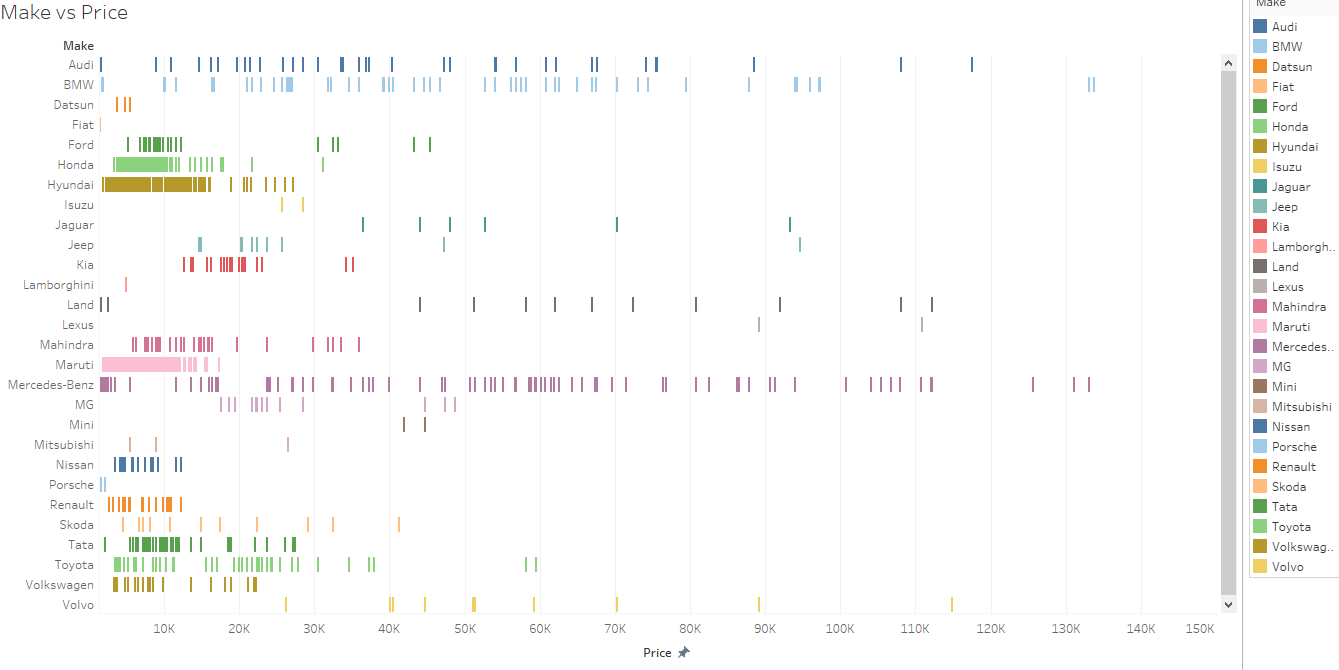 Make vs Price
Make
Audi
BMW
Datsun
Fiat
Ford
Honda
Hyundai
Isuzu
Jaguar
Jeep
Kia
Lamborghini
Land
Lexus
Mahindra
Maruti
Mercedes-Benz
MG
Mini
Mitsubishi
Nissan
Porsche
Renault
Skoda
Tata
Toyota
Volkswagen
Volvo
10K 20K 30K 40K 50K 60K 70K 80K 90K 100K 110K 120K 130K 140K 150K
Price
Make
Audi
BMW
Datsun
Fiat
Ford
Honda
Hyundai
Isuzu
Jaguar
Jeep
Kia
Lamborgh..
Land
Lexus
Mahindra
Maruti
Mercedes..
MG
Mini
Mitsubishi
Nissan
Porsche
Renault
Skoda
Tata
Toyota
Volkswag..
Volvo